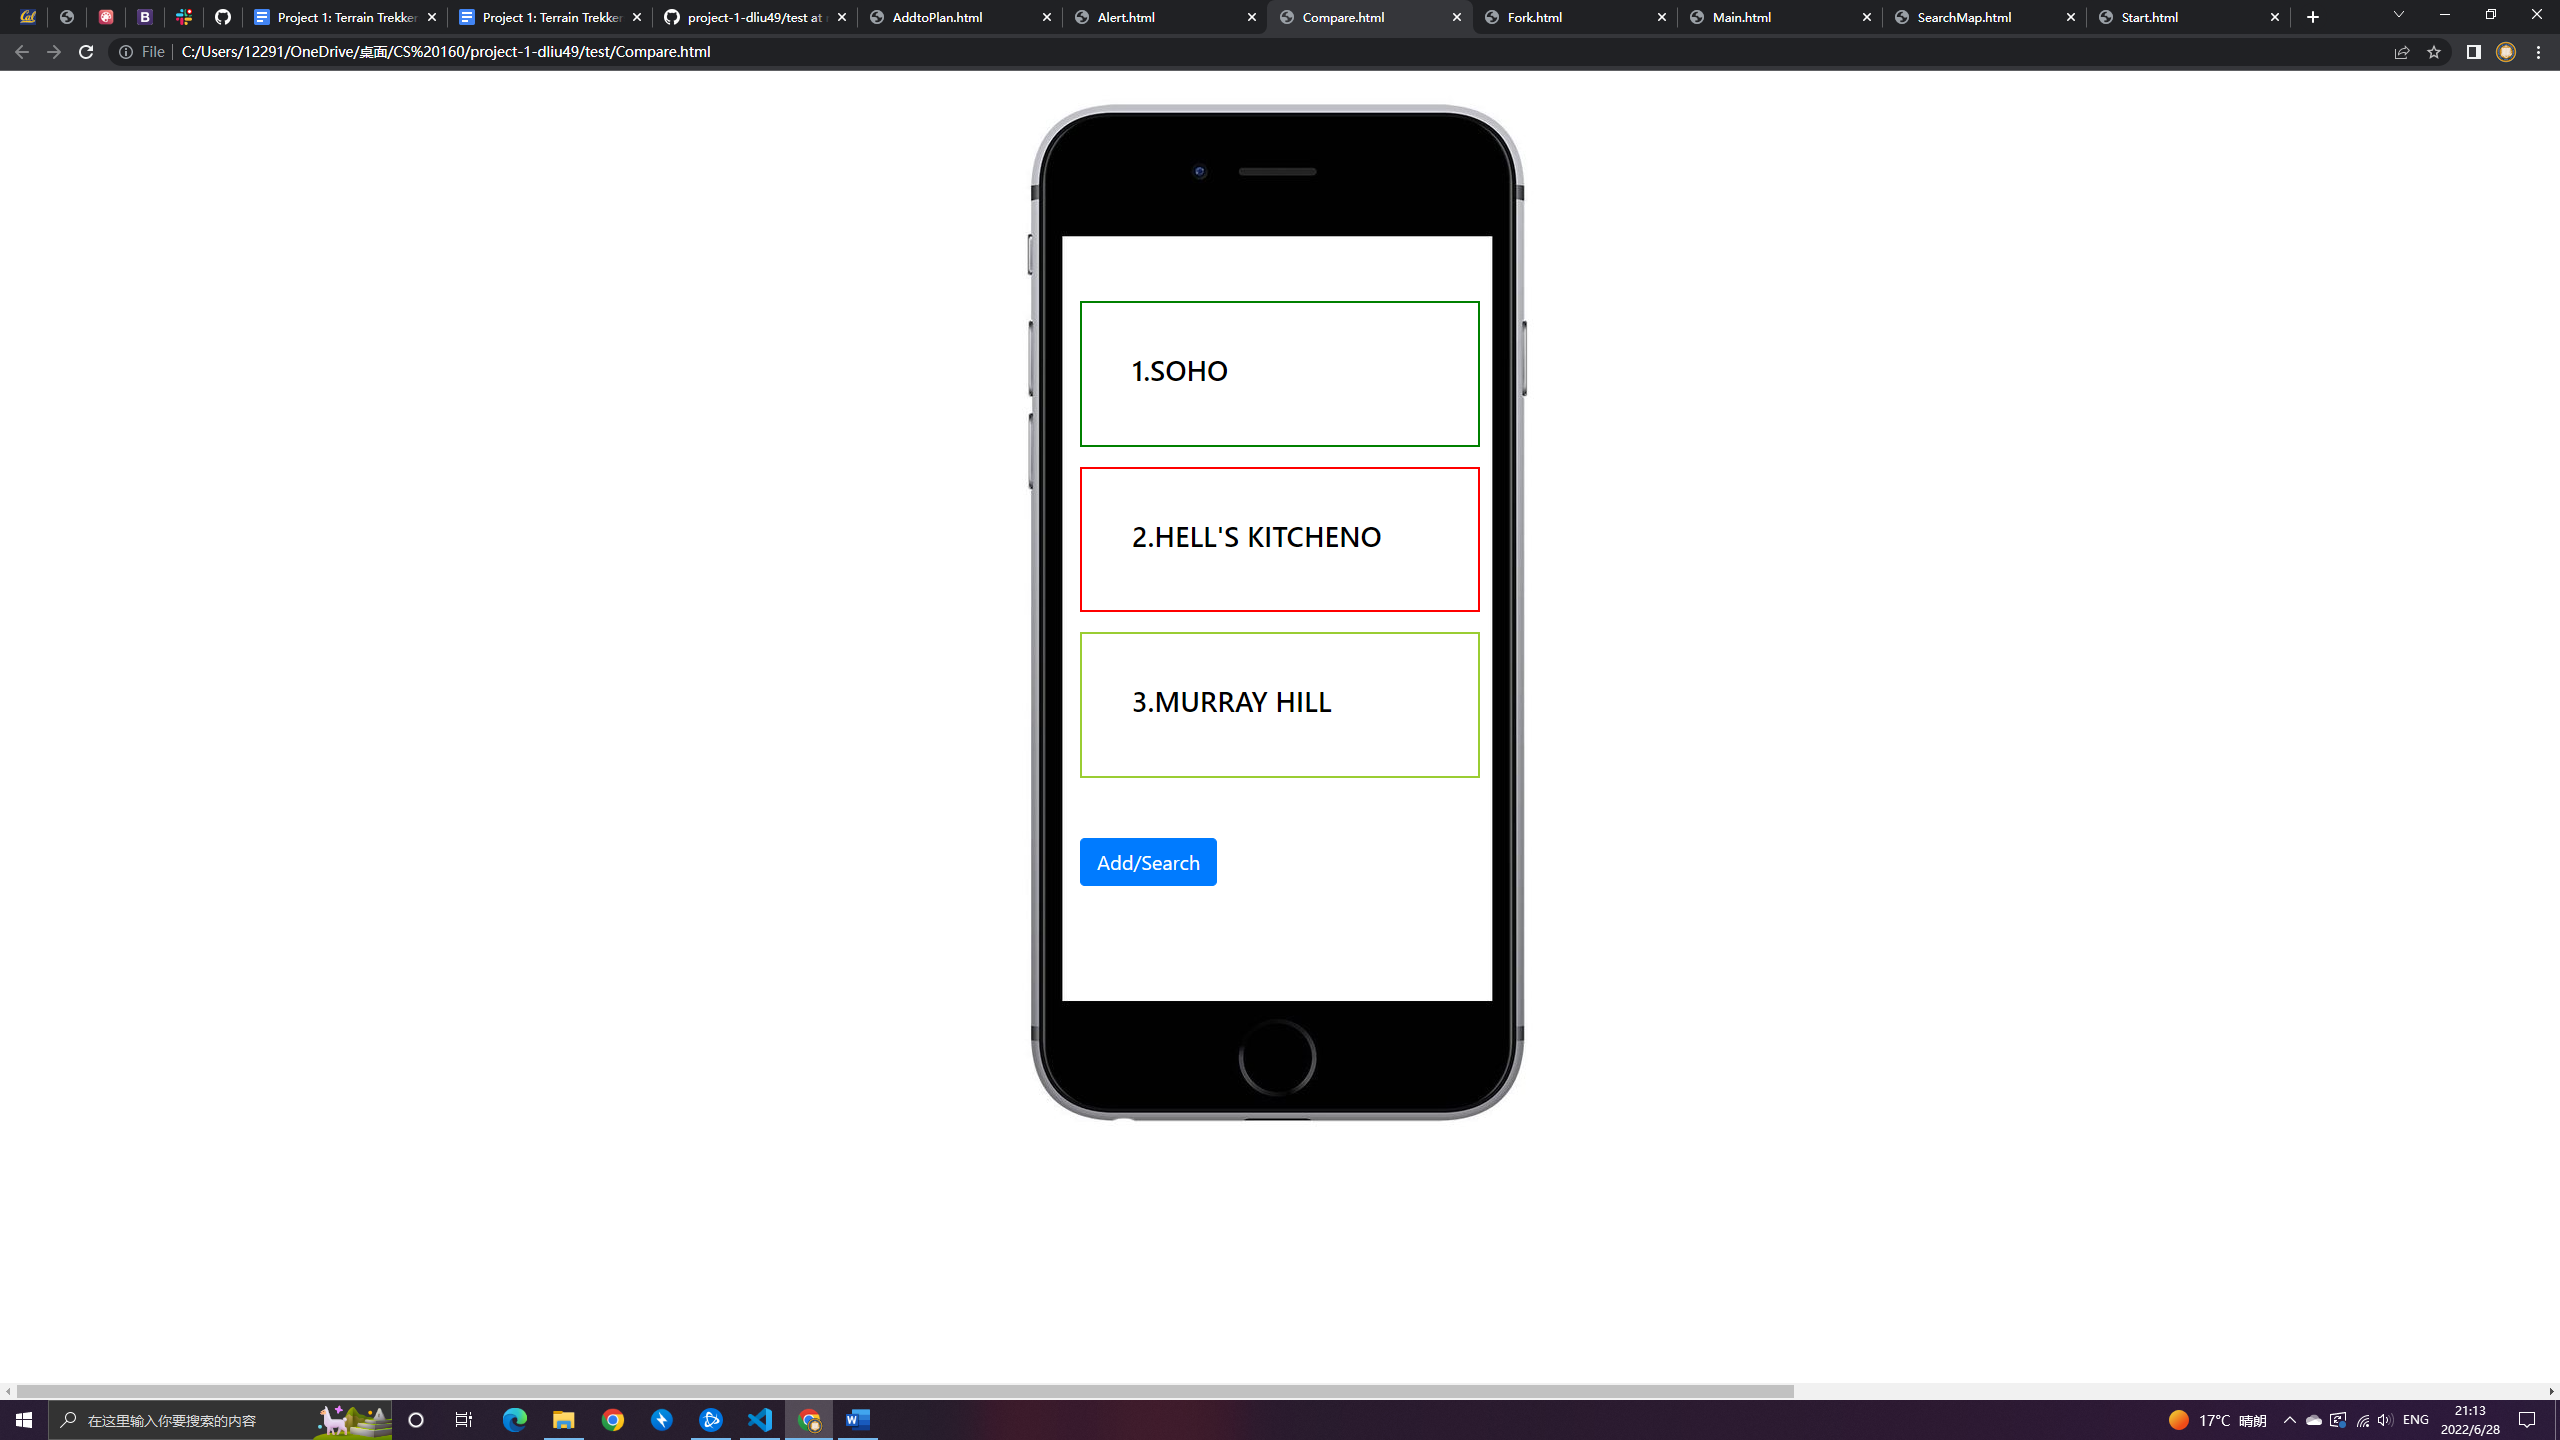 Cal
B
Project 1: Terrain Trekker
Project 1: Terrain Trekker
project-1-dliu49/test at
AddtoPlan.html
Alert.html
Compare.html
Fork.html
Main.html
SearchMap.html
Start.html
File
C:/Users/12291/OneDrive/桌面/CS%20160/project-1-dliu49/test/Compare.html
1.SOHO
2.HELL'S KITCHENO
3.MURRAY HILL
Add/Search
在这里输入你要搜索的内容
W
17°C 晴朗
ENG
21:13
2022/6/28